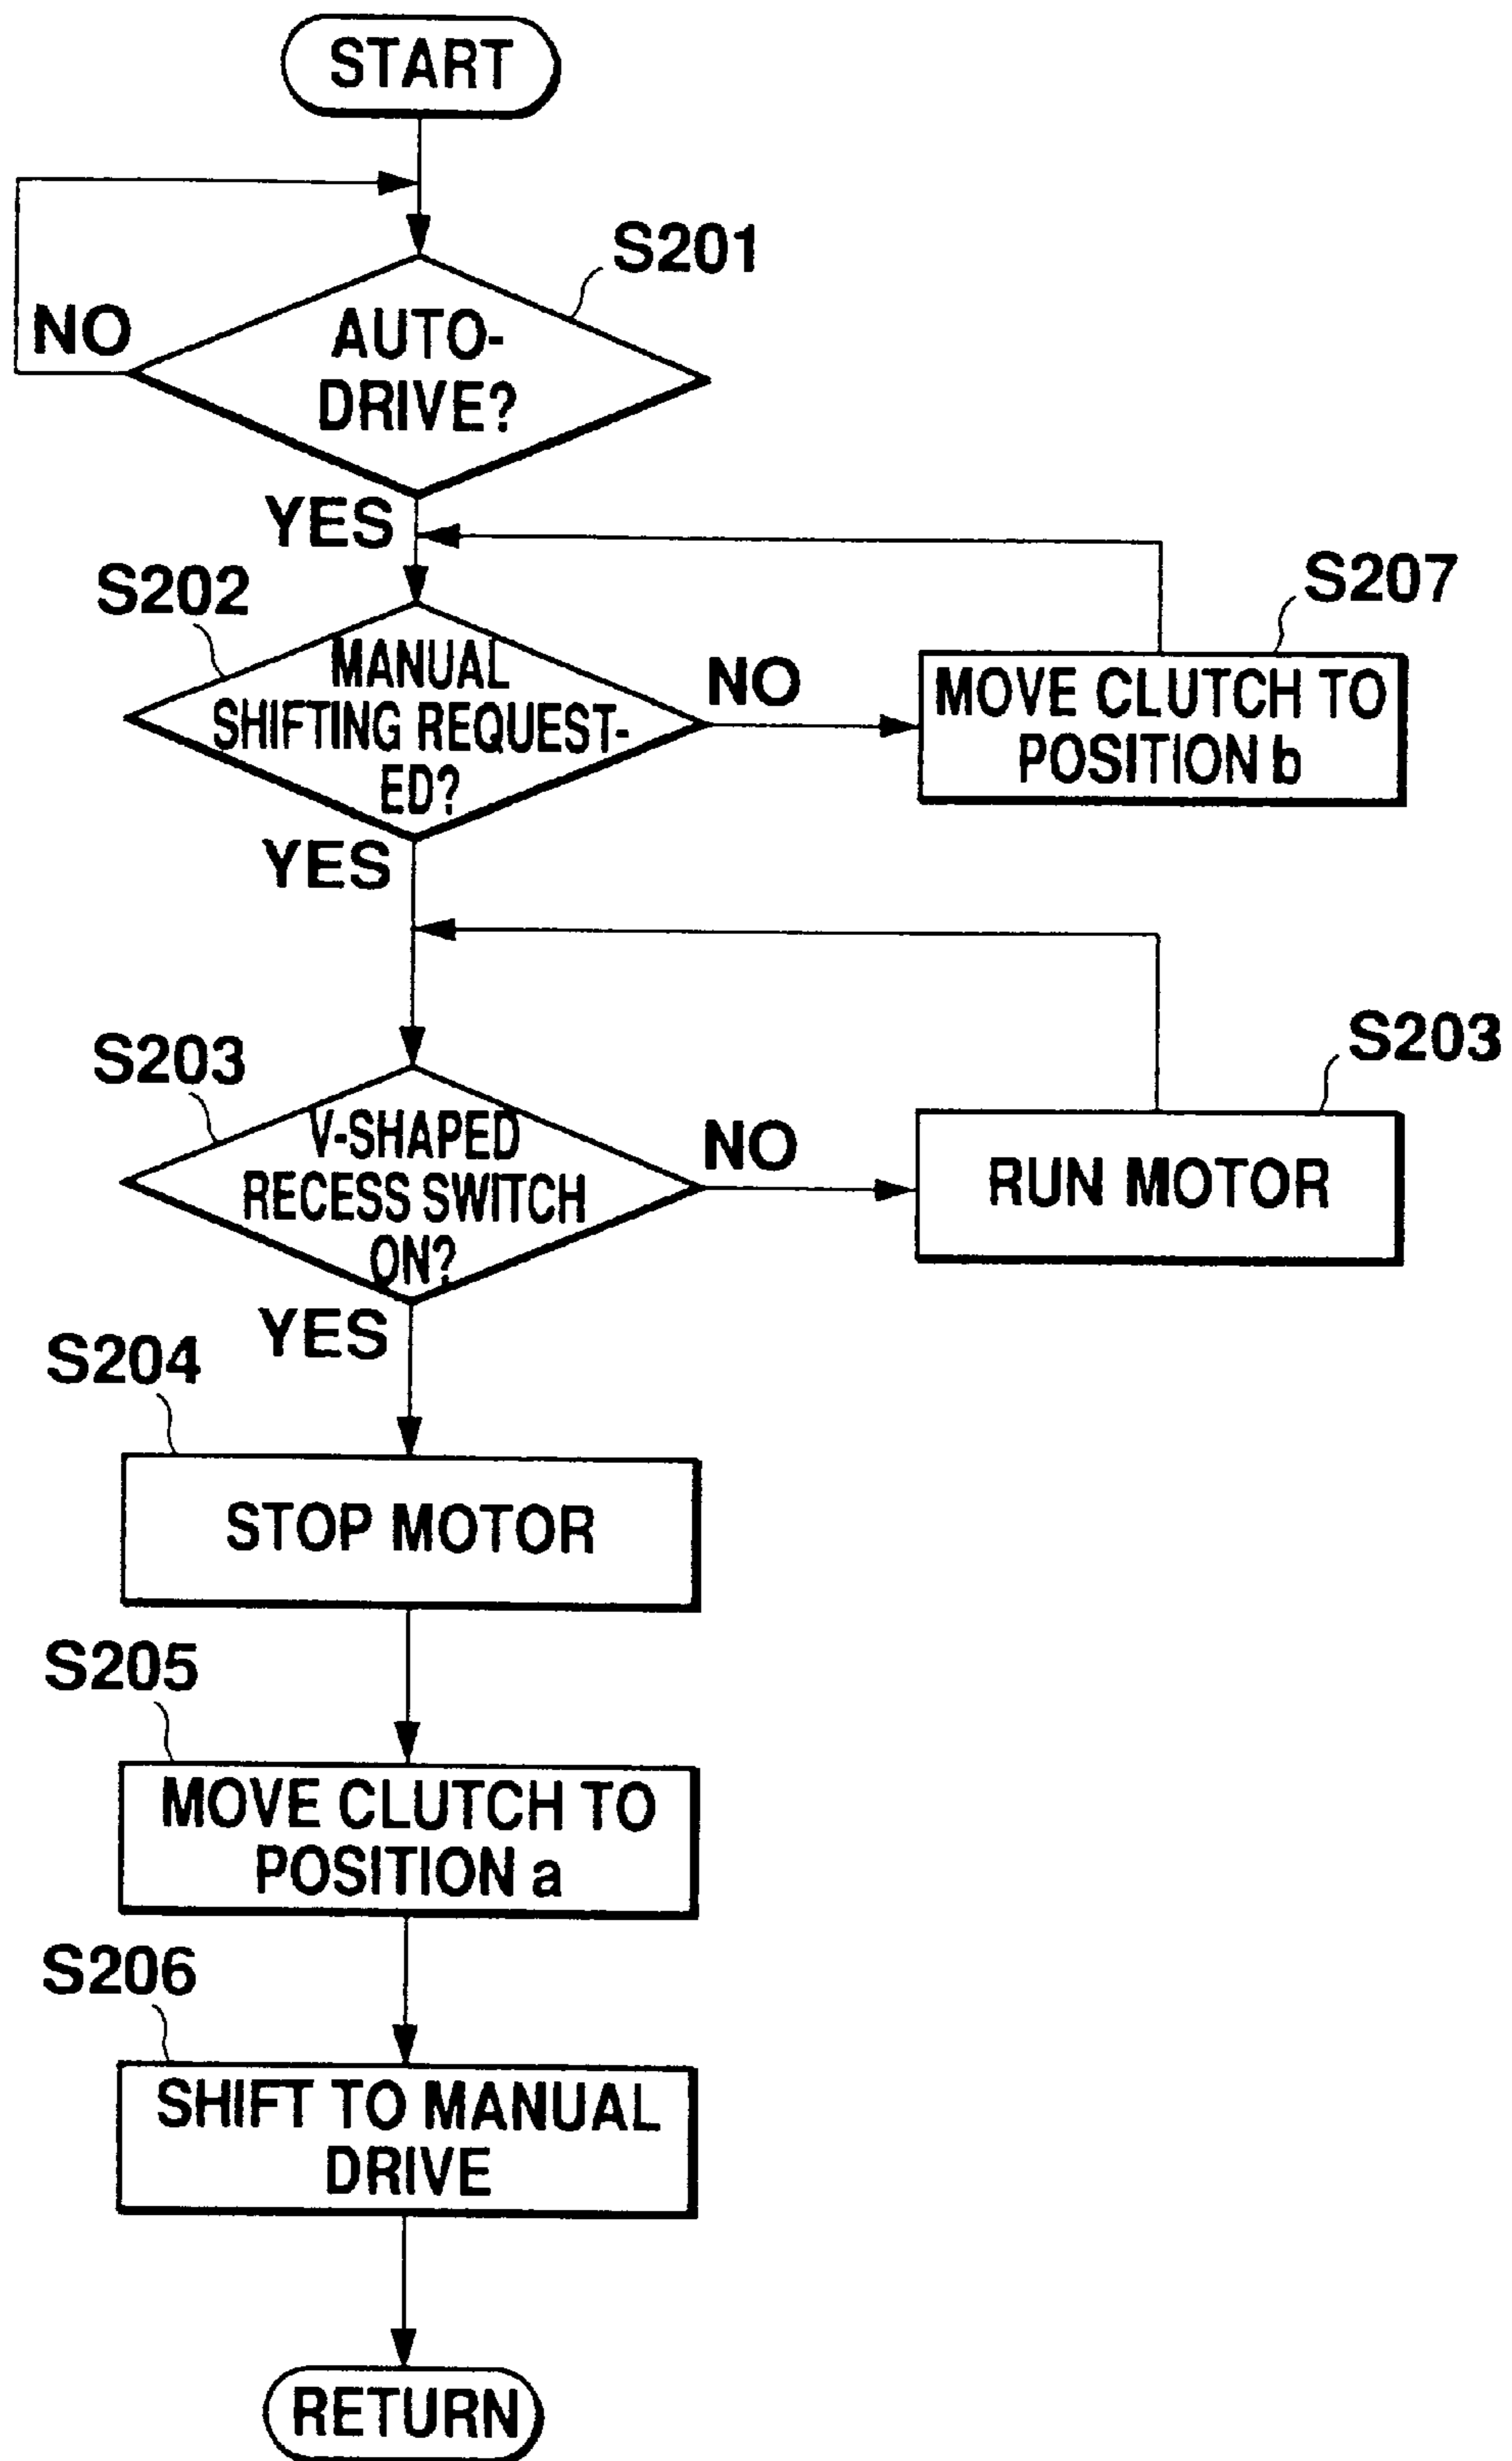 START
S201
NO
AUTO-
DRIVE?
YES
S202
S207
MANUAL
SHIFTING REQUEST-
ED?
NO
MOVE CLUTCH TO
POSITION b
YES
S203
S203
V-SHAPED
RECESS SWITCH
ON?
NO
RUN MOTOR
YES
S204
STOP MOTOR
S205
MOVE CLUTCH TO
POSITION a
S206
SHIFT TO MANUAL
DRIVE
RETURN